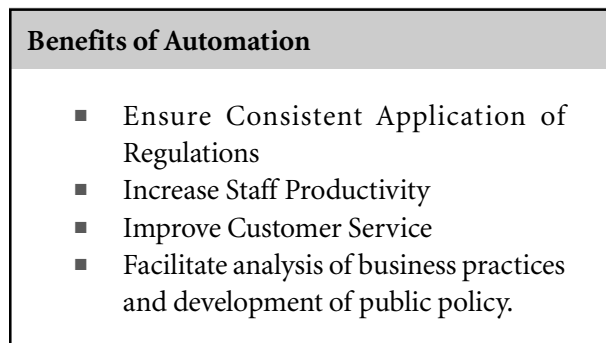 Benefits of Automation
■ Ensure Consistent Application of
Regulations
■ Increase Staff Productivity
■ Improve Customer Service
■ Facilitate analysis of business practices
and development of public policy.